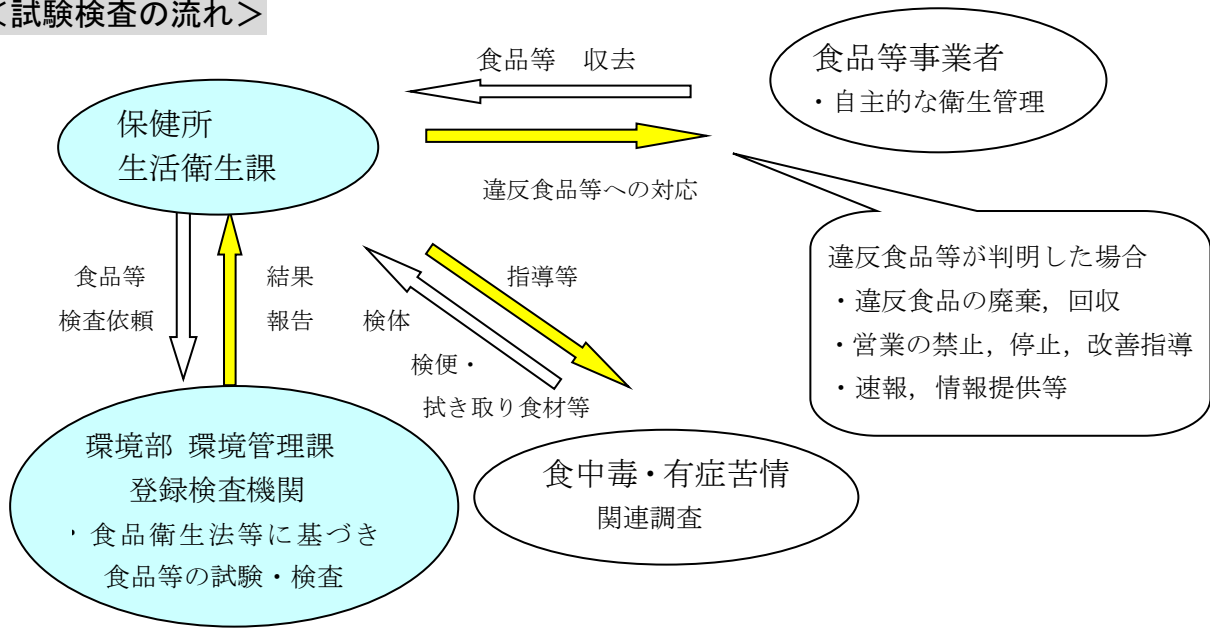 ＜試験検査の流れ＞
食品等　収去
食品等事業者
・自主的な衛生管理
保健所
生活衛生課
違反食品等への対応
食品等
検査依頼
結果
報告
検体
検便・
拭き取り食材等
指導等
違反食品等が判明した場合
・違反食品の廃棄，回収
・営業の禁止，停止，改善指導
・速報，情報提供等
環境部 環境管理課
登録検査機関
・食品衛生法等に基づき
食品等の試験・検査
食中毒・有症苦情
関連調査